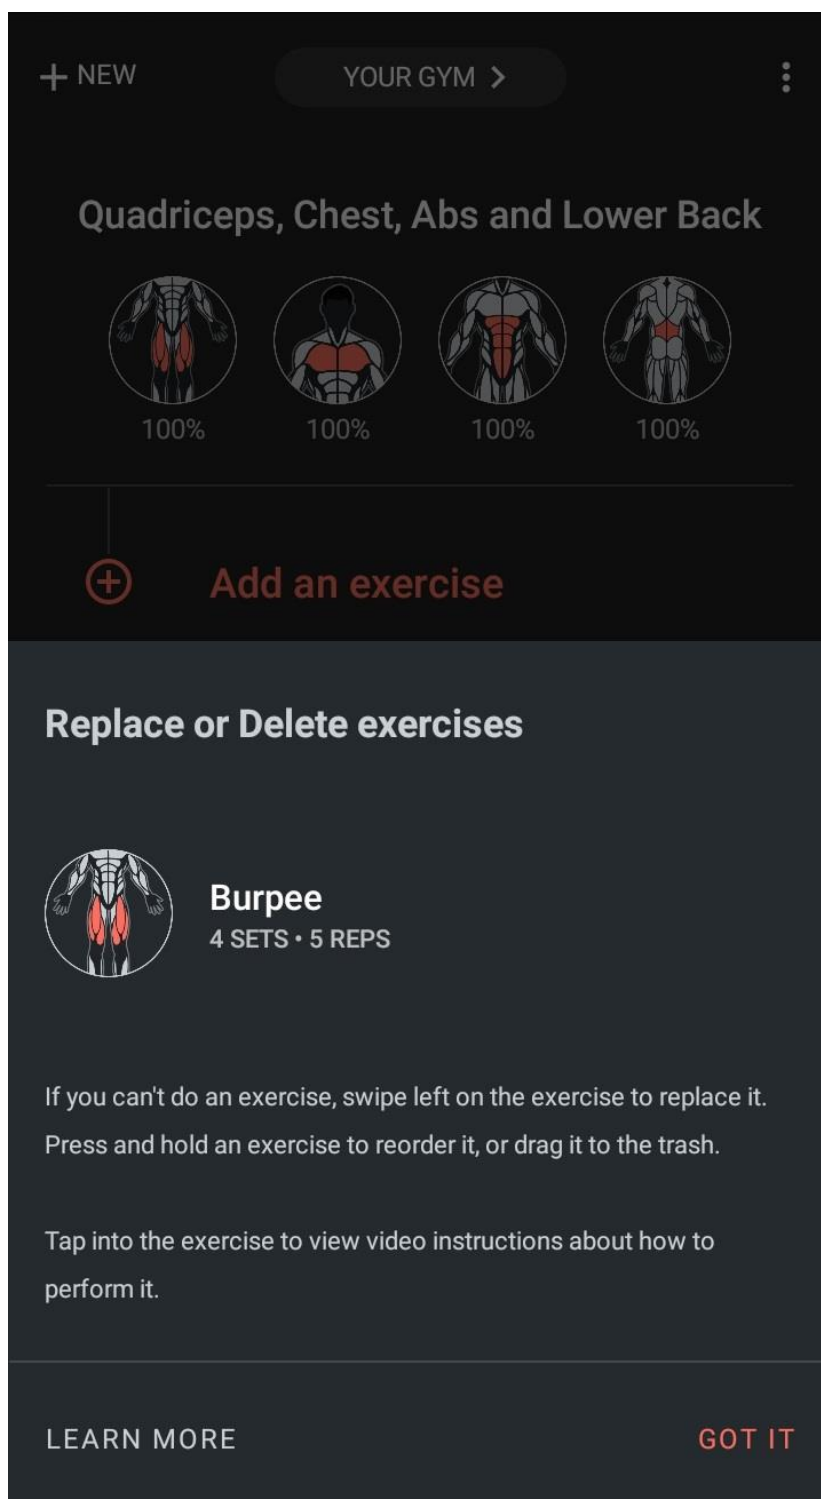 + NEW
YOUR GYM >
Quadriceps, Chest, Abs and Lower Back
100% 100% 100% 100%
Add an exercise
Replace or Delete exercises
Burpee
4 SETS • 5 REPS
If you can't do an exercise, swipe left on the exercise to replace it.
Press and hold an exercise to reorder it, or drag it to the trash.
Tap into the exercise to view video instructions about how to
perform it.
LEARN MORE
GOT IT